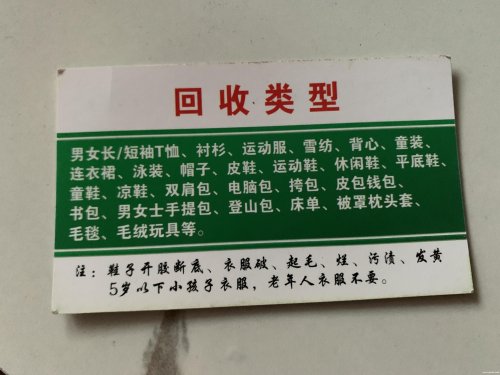 回收类型
男女长/短袖T恤、衬衫、运动服、雪纺、背心、童装、
连衣裙、泳装、帽子、皮鞋、运动鞋、休闲鞋、平底鞋、
童鞋、凉鞋、双肩包、电脑包、挎包、皮包钱包、
书包、男女士手提包、登山包、床单、被罩枕头套、
毛毯、毛绒玩具等。
注：鞋子开胶断底、衣服破、起毛、烂、污渍、发黄
5岁以下小孩子衣服，老年人衣服不要。